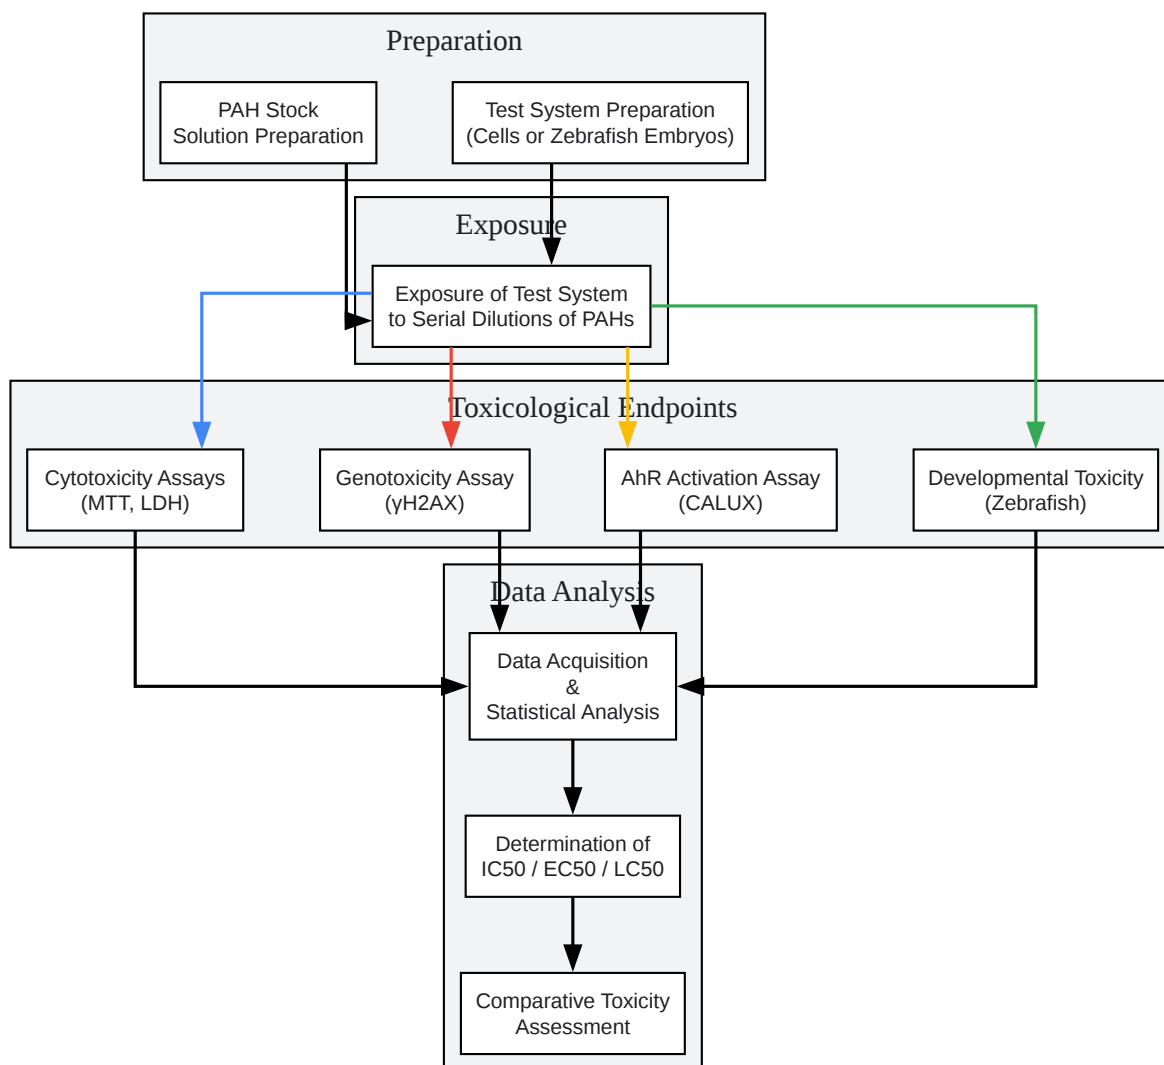 Preparation
PAH Stock
Solution Preparation
Test System Preparation
(Cells or Zebrafish Embryos)
Exposure
Exposure of Test System
to Serial Dilutions of PAHs
Toxicological Endpoints
Cytotoxicity Assays
(MTT, LDH)
Genotoxicity Assay
(γH2AX)
AhR Activation Assay
(CALUX)
Developmental Toxicity
(Zebrafish)
Data Analysis
Data Acquisition
&
Statistical Analysis
Determination of
IC50 / EC50 / LC50
Comparative Toxicity
Assessment